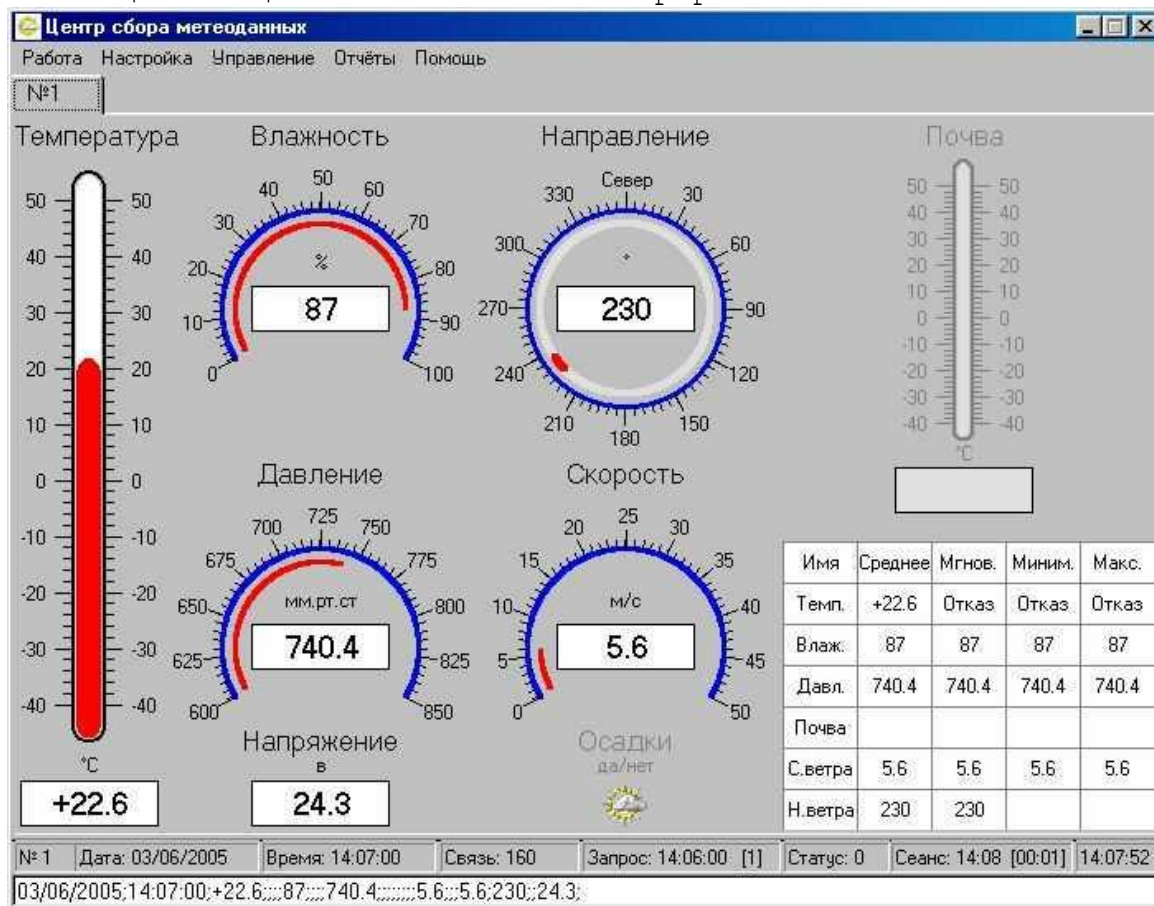 Центр сбора метеоданных
Работа Настройка Управление Отчёты Помощь
№1
Температура
50 50
40 40
30 30
20 20
10 10
0 0
-10 -10
-20 -20
-30 -30
-40 -40
°C
+22.6
Влажность
0 10 20 30 40 50 60 70 80 90 100
%
87
Направление
Север 30 60 90 120 150 180 210 240 270 300 330
°
230
Почва
50 50
40 40
30 30
20 20
10 10
0 0
-10 -10
-20 -20
-30 -30
-40 -40
°C
Давление
600 625 650 675 700 725 750 775 800 825 850
мм.рт.ст
740.4
Скорость
0 5 10 15 20 25 30 35 40 45 50
м/с
5.6
Напряжение
в
24.3
Осадки
да/нет
Имя Среднее Мгнов. Миним. Макс.
Темп. +22.6 Отказ Отказ Отказ
Влаж. 87 87 87 87
Давл. 740.4 740.4 740.4 740.4
Почва
С.ветра 5.6 5.6 5.6 5.6
Н.ветра 230 230
№ 1 Дата: 03/06/2005 Время: 14:07:00 Связь: 160 Запрос: 14:06:00 [1] Статус: 0 Сеанс: 14:08 [00:01] 14:07:52
03/06/2005;14:07:00;+22.6;;;;87;;;;740.4;;;;;;;;5.6;;;5.6;230;;24.3;